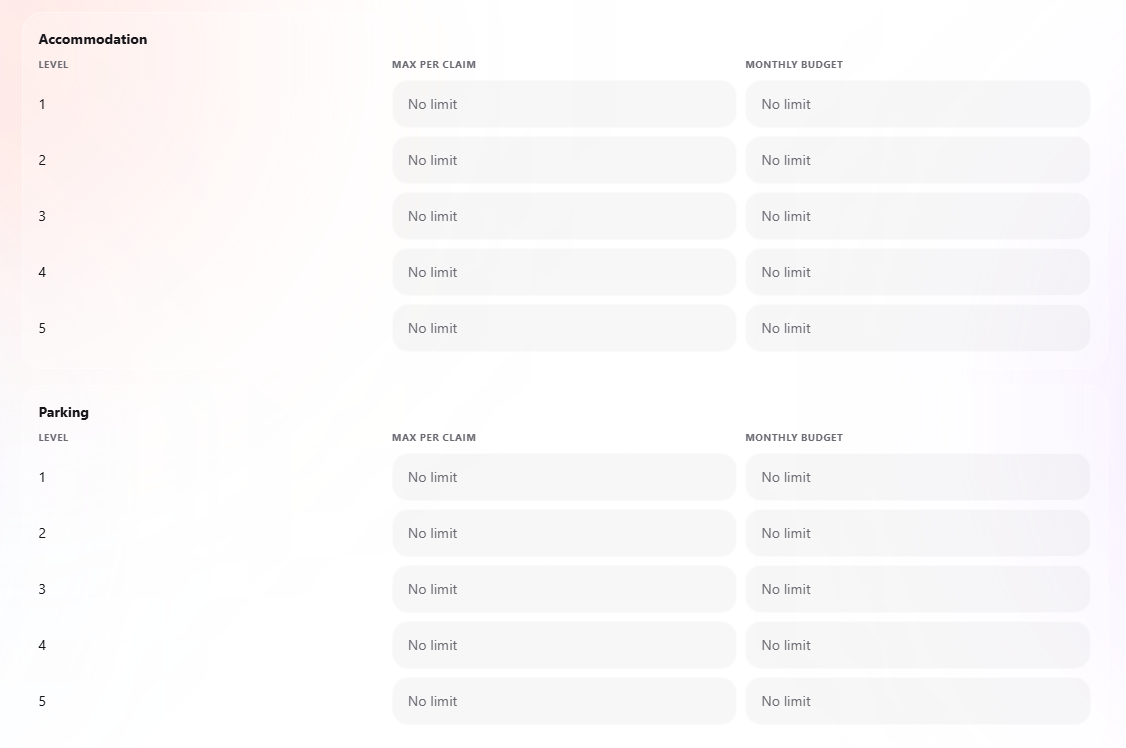 Accommodation
LEVEL MAX PER CLAIM MONTHLY BUDGET
1 No limit No limit
2 No limit No limit
3 No limit No limit
4 No limit No limit
5 No limit No limit
Parking
LEVEL MAX PER CLAIM MONTHLY BUDGET
1 No limit No limit
2 No limit No limit
3 No limit No limit
4 No limit No limit
5 No limit No limit